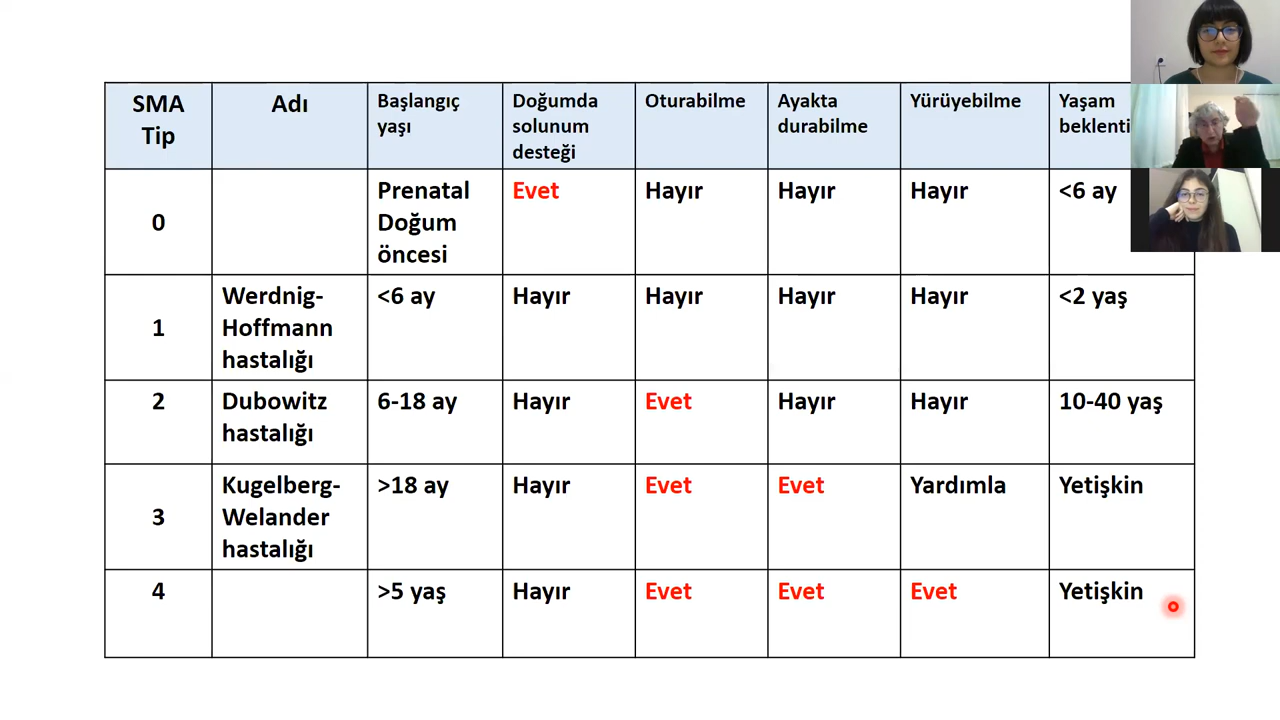 SMA Tip
Adı
Başlangıç yaşı
Doğumda solunum desteği
Oturabilme
Ayakta durabilme
Yürüyebilme
Yaşam
0
Prenatal Doğum öncesi
Evet
Hayır
Hayır
Hayır
<6 ay
1
Werdnig-Hoffmann hastalığı
<6 ay
Hayır
Hayır
Hayır
Hayır
<2 yaş
2
Dubowitz hastalığı
6-18 ay
Hayır
Evet
Hayır
Hayır
10-40 yaş
3
Kugelberg-Welander hastalığı
>18 ay
Hayır
Evet
Evet
Yardımla
Yetişkin
4
>5 yaş
Hayır
Evet
Evet
Evet
Yetişkin